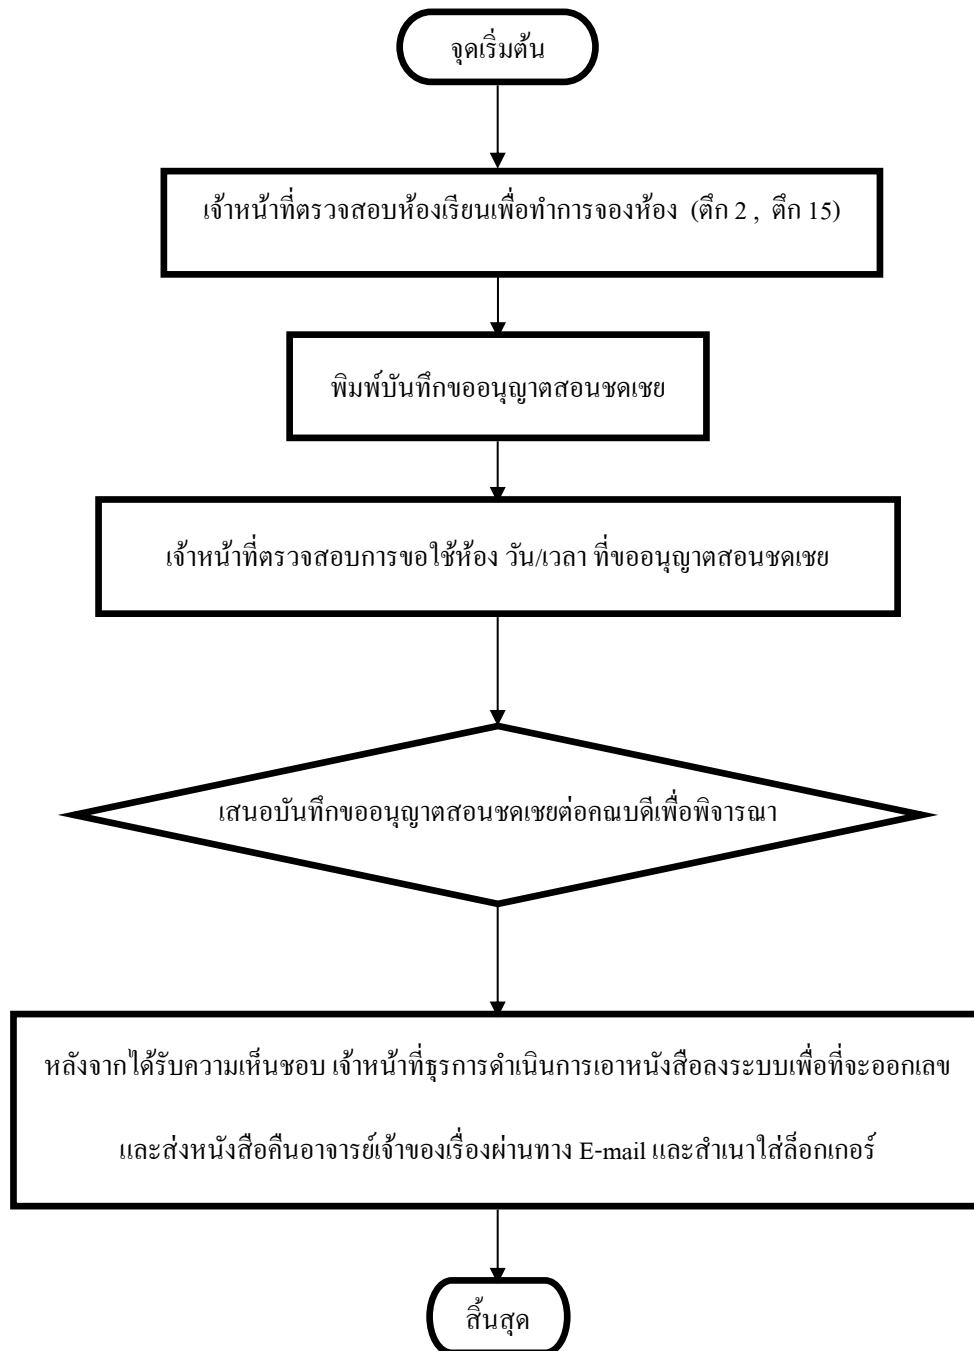 จุดเริ่มต้น
เจ้าหน้าที่ตรวจสอบห้องเรียนเพื่อทำการจองห้อง (ตึก 2 , ตึก 15)
พิมพ์บันทึกขออนุญาตสอนชดเชย
เจ้าหน้าที่ตรวจสอบการขอใช้ห้อง วัน/เวลา ที่ขออนุญาตสอนชดเชย
เสนอบันทึกขออนุญาตสอนชดเชยต่อคณบดีเพื่อพิจารณา
หลังจากได้รับความเห็นชอบ เจ้าหน้าที่ธุรการดำเนินการเอาหนังสือลงระบบเพื่อที่จะออกเลข
และส่งหนังสือคืนอาจารย์เจ้าของเรื่องผ่านทาง E-mail และสำเนาใส่ล็อกเกอร์
สิ้นสุด